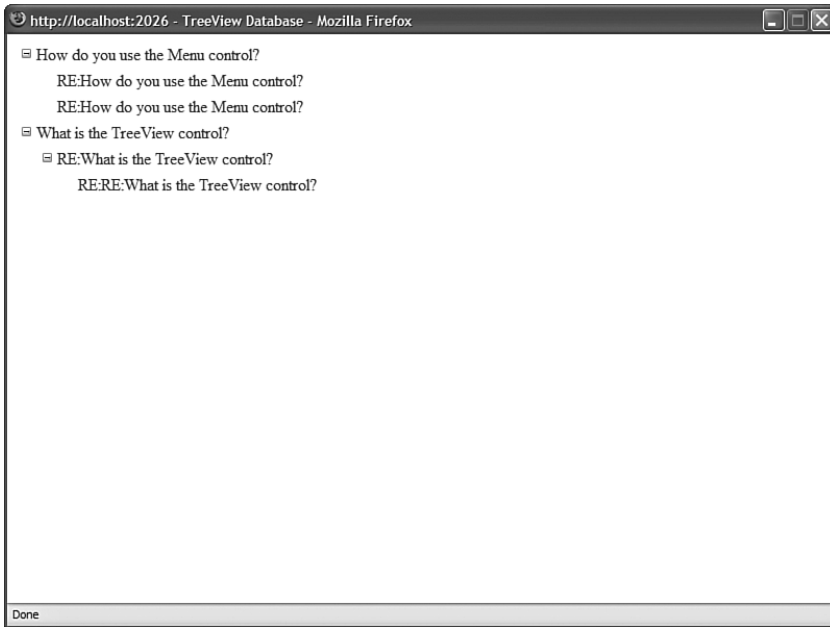 http://localhost:2026 - TreeView Database - Mozilla Firefox
How do you use the Menu control?
RE:How do you use the Menu control?
RE:How do you use the Menu control?
What is the TreeView control?
RE:What is the TreeView control?
RE:RE:What is the TreeView control?
Done